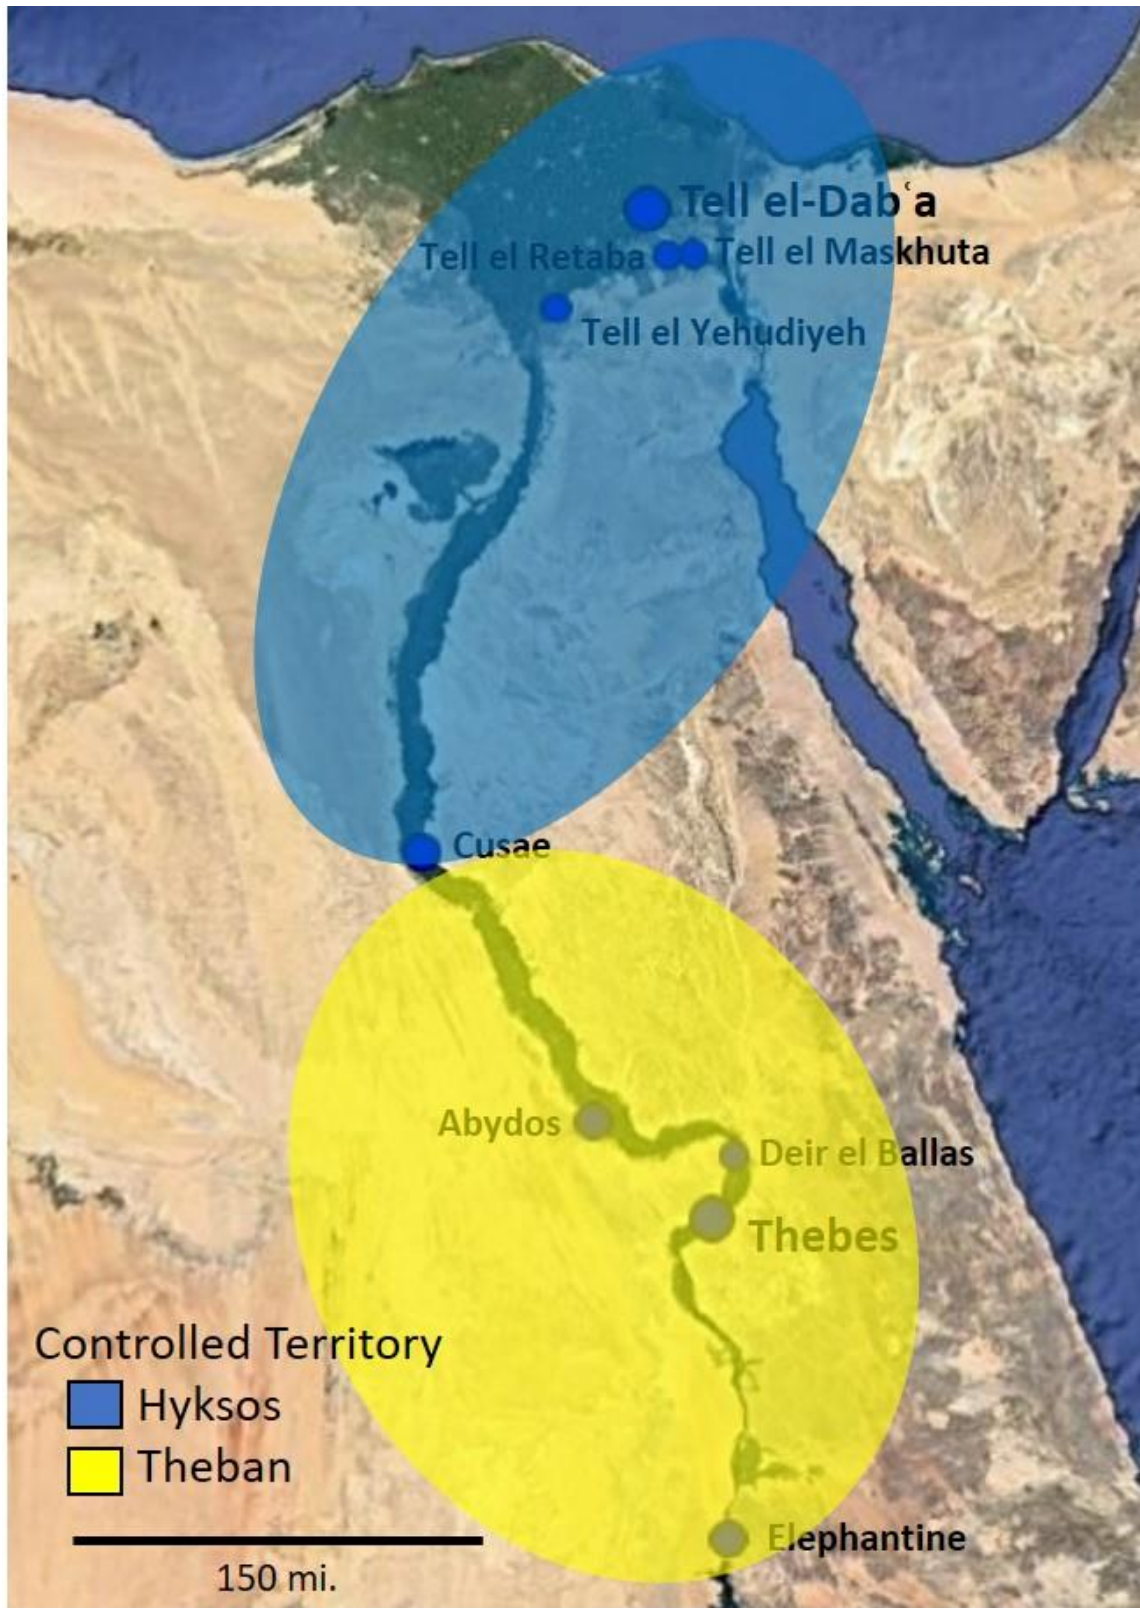 Tell el-Dabʿa
Tell el Retaba
Tell el Maskhuta
Tell el Yehudiyeh
Cusae
Abydos
Deir el Ballas
Thebes
Controlled Territory
Hyksos
Theban
Elephantine
150 mi.